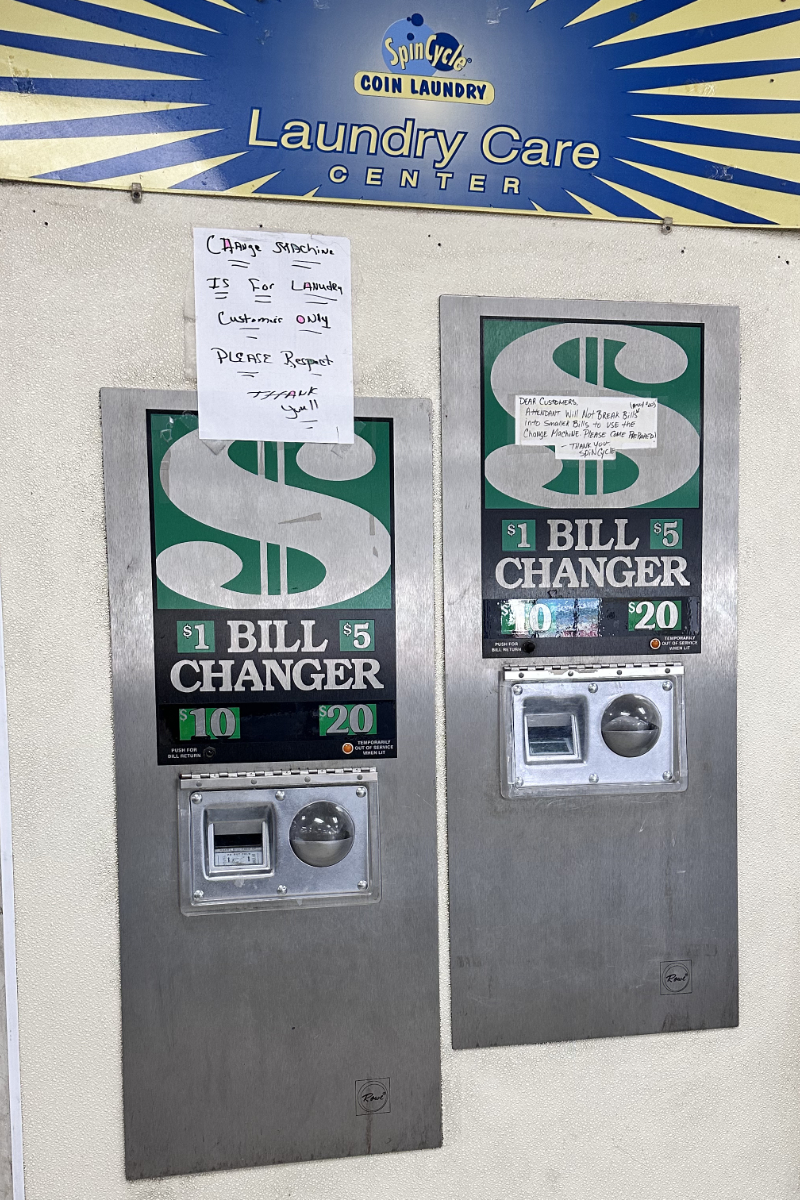 SpinCycle
COIN LAUNDRY
Laundry Care
CENTER
CHAnge MAChine
IS For LANudry
Customer ONly
PLEASE Respect
THANK
you!!
$1 BILL $5
CHANGER
$10 $20
PUSH FOR
BILL RETURN
TEMPORARILY
OUT OF SERVICE
WHEN LIT
Rowe
DEAR CUSTOMERS,
ATTENDANT WILL NOT BREAK BILLS
INTO SMALLER BILLS TO USE THE
CHANGE MACHINE. PLEASE COME PREPARED!
- THANK YOU
SPINCYCLE
$1 BILL $5
CHANGER
$10 $20
PUSH FOR
BILL RETURN
TEMPORARILY
OUT OF SERVICE
WHEN LIT
Rowe